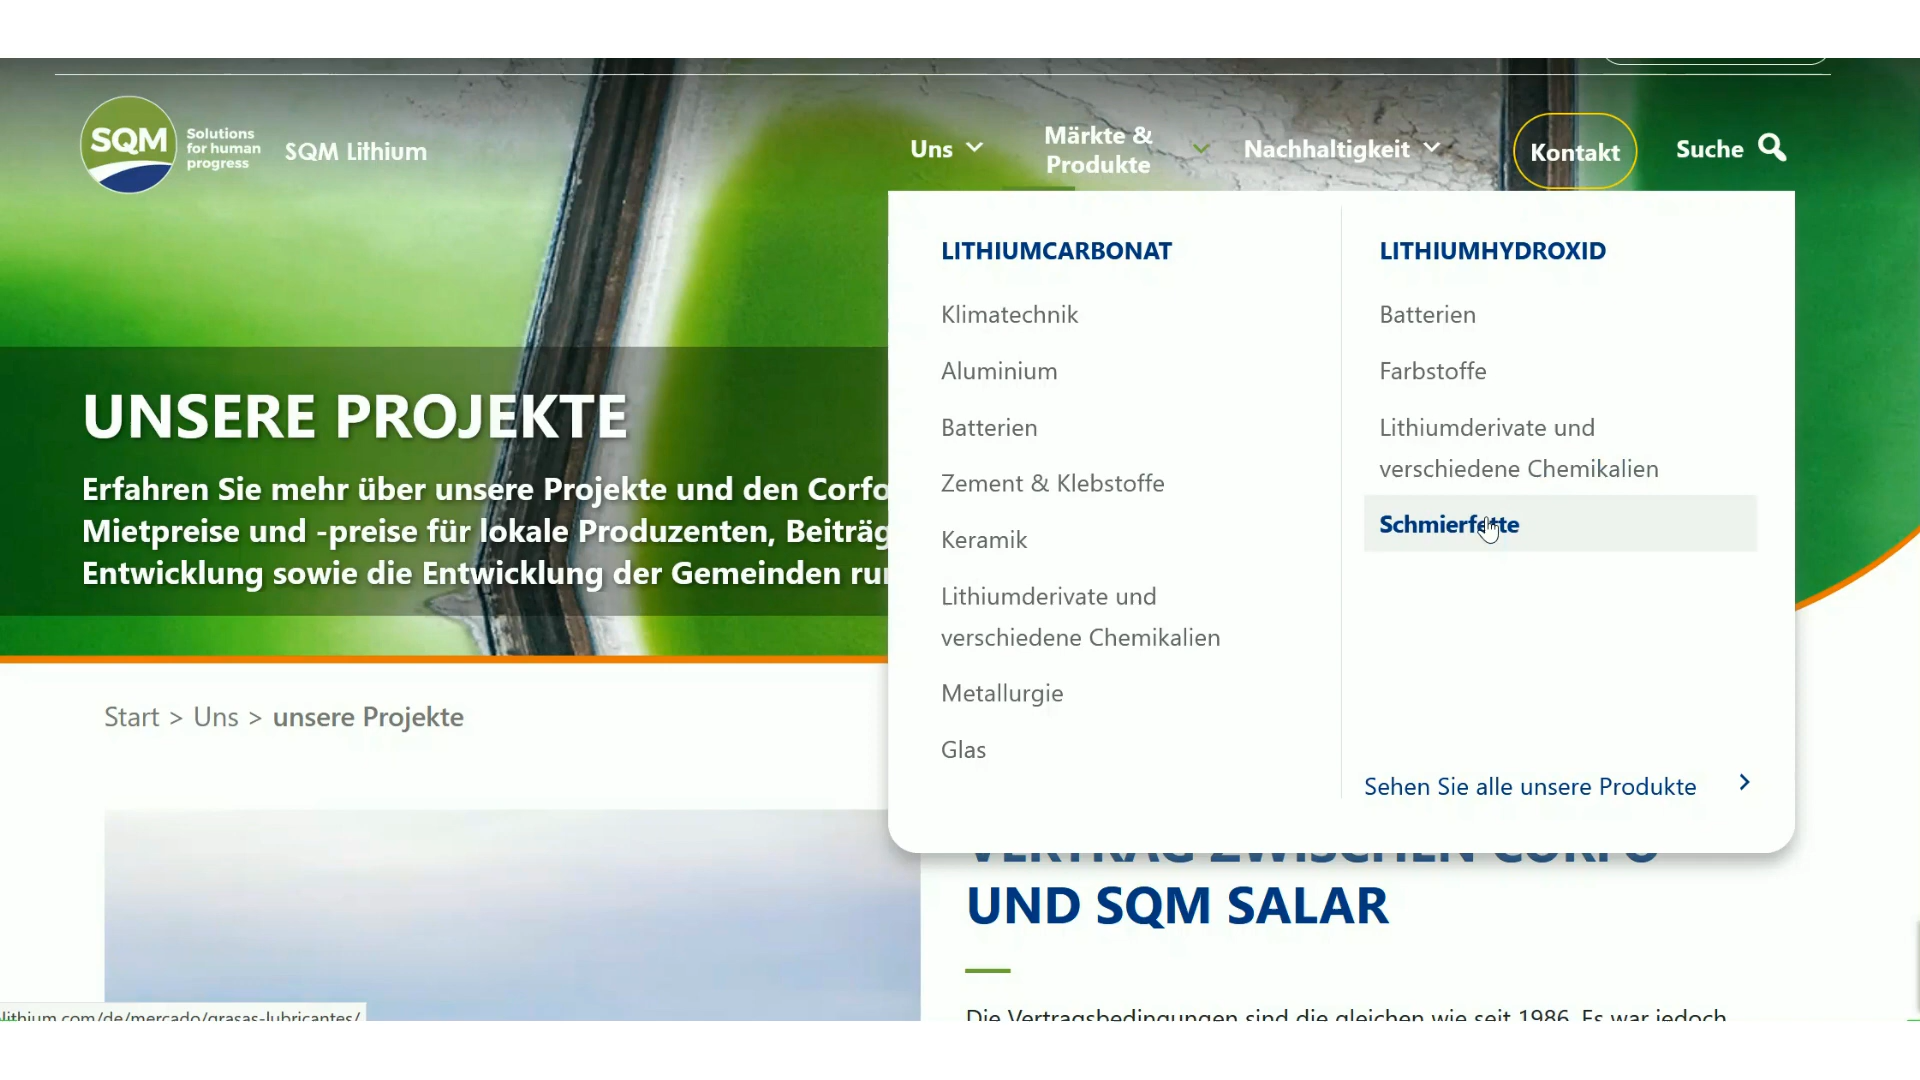 SQM
Solutions
for human
progress
SQM Lithium
Uns
Märkte &
Produkte
Nachhaltigkeit
Kontakt
Suche
LITHIUMCARBONAT
Klimatechnik
Aluminium
Batterien
Zement & Klebstoffe
Keramik
Lithiumderivate und
verschiedene Chemikalien
Metallurgie
Glas
LITHIUMHYDROXID
Batterien
Farbstoffe
Lithiumderivate und
verschiedene Chemikalien
Schmierfette
Sehen Sie alle unsere Produkte
UNSERE PROJEKTE
Erfahren Sie mehr über unsere Projekte und den Corfo
Mietpreise und -preise für lokale Produzenten, Beiträg
Entwicklung sowie die Entwicklung der Gemeinden
Start > Uns > unsere Projekte
VERTRAG ZWISCHEN CORFO
UND SQM SALAR
Die Vertragsbedingungen sind die gleichen wie seit 1986. Es war jedoch
lithium.com/de/mercado/grasas-lubricantes/